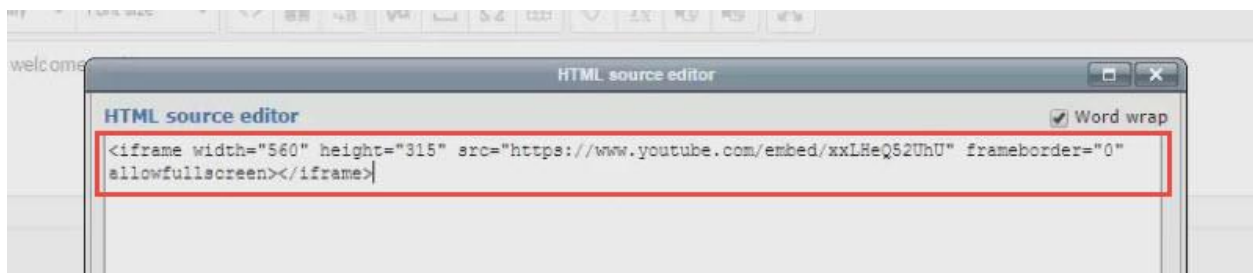 welcome
HTML source editor
HTML source editor
Word wrap
<iframe width="560" height="315" src="https://www.youtube.com/embed/xxLHeQ52UhU" frameborder="0"
allowfullscreen></iframe>